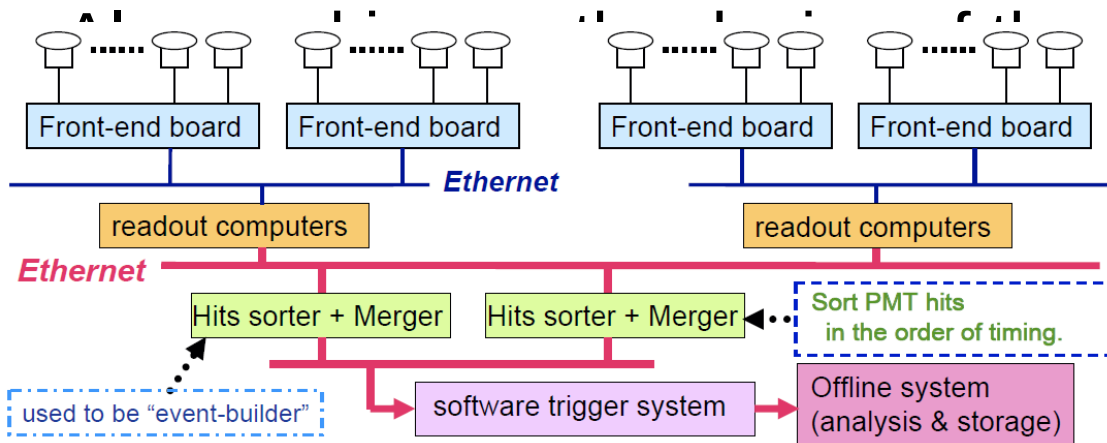 Front-end board Front-end board Front-end board Front-end board
Ethernet
readout computers readout computers
Ethernet
Hits sorter + Merger Hits sorter + Merger
Sort PMT hits
in the order of timing.
used to be “event-builder”
software trigger system
Offline system
(analysis & storage)